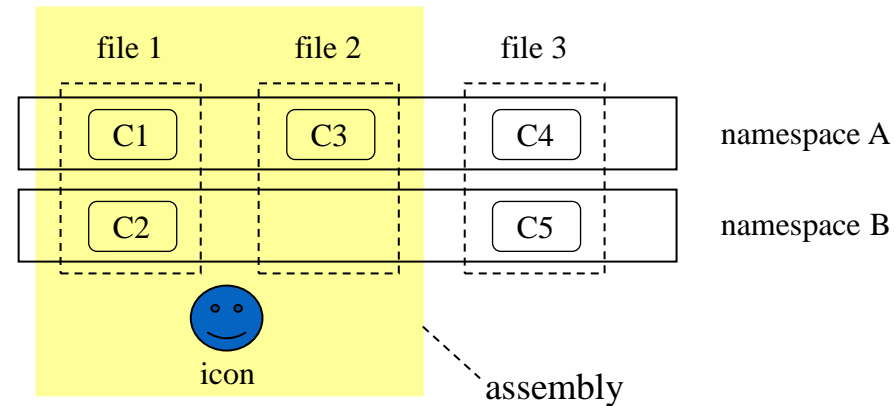 file 1 file 2 file 3
C1 C3 C4 namespace A
C2 C5 namespace B
icon
assembly